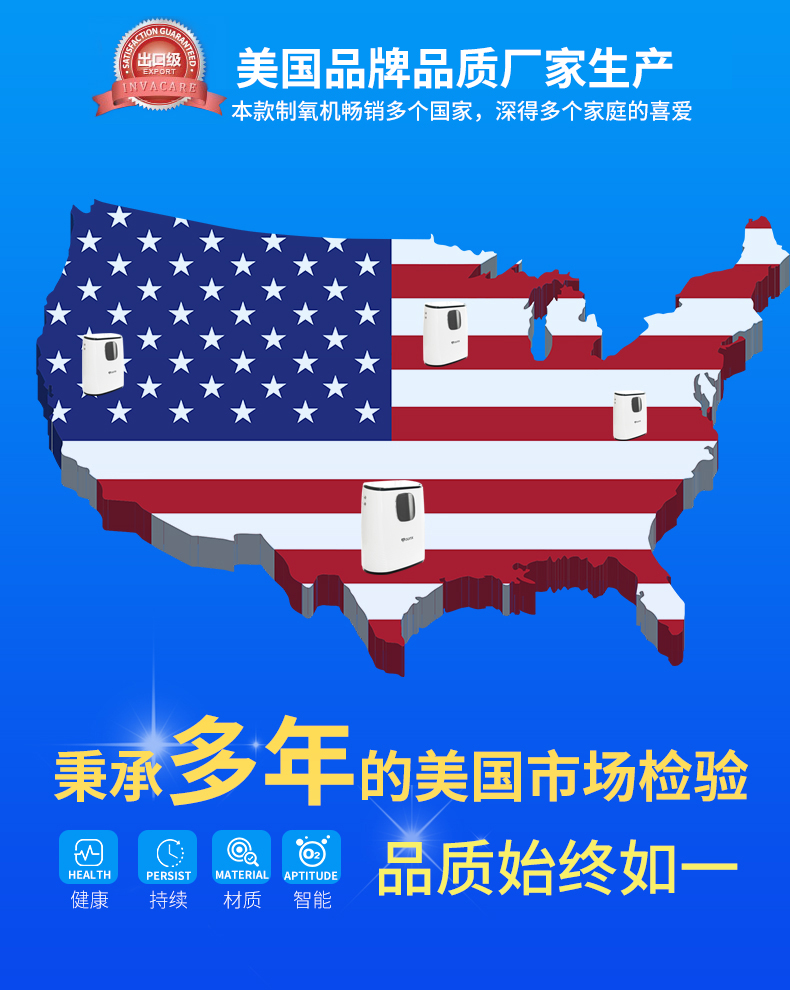 SATISFACTION GUARANTEED
出口级
EXPORT
INVACARE
美国品牌品质厂家生产
本款制氧机畅销多个国家，深得多个家庭的喜爱
秉承多年的美国市场检验
品质始终如一
HEALTH PERSIST MATERIAL APTITUDE
O2
健康 持续 材质 智能